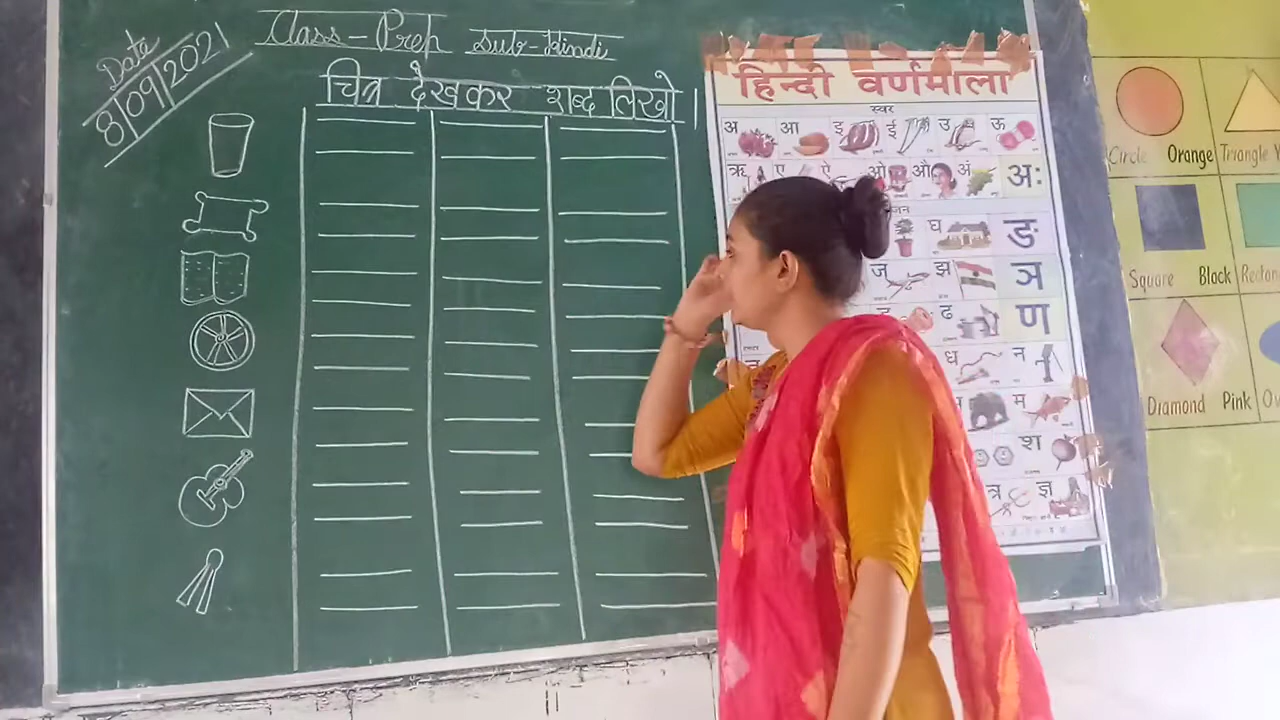 Date
8/09/2021
Class-Prep Sub-Hindi
चित्र देखकर शब्द लिखो।
हिन्दी वर्णमाला
स्वर
अ आ इ ई उ ऊ
ऋ ए ऐ ओ औ अं अः
घ ङ
ज झ ञ
ढ ण
ध न
म
श
त्र ज्ञ
Circle Orange Triangle
Square Black
Diamond Pink